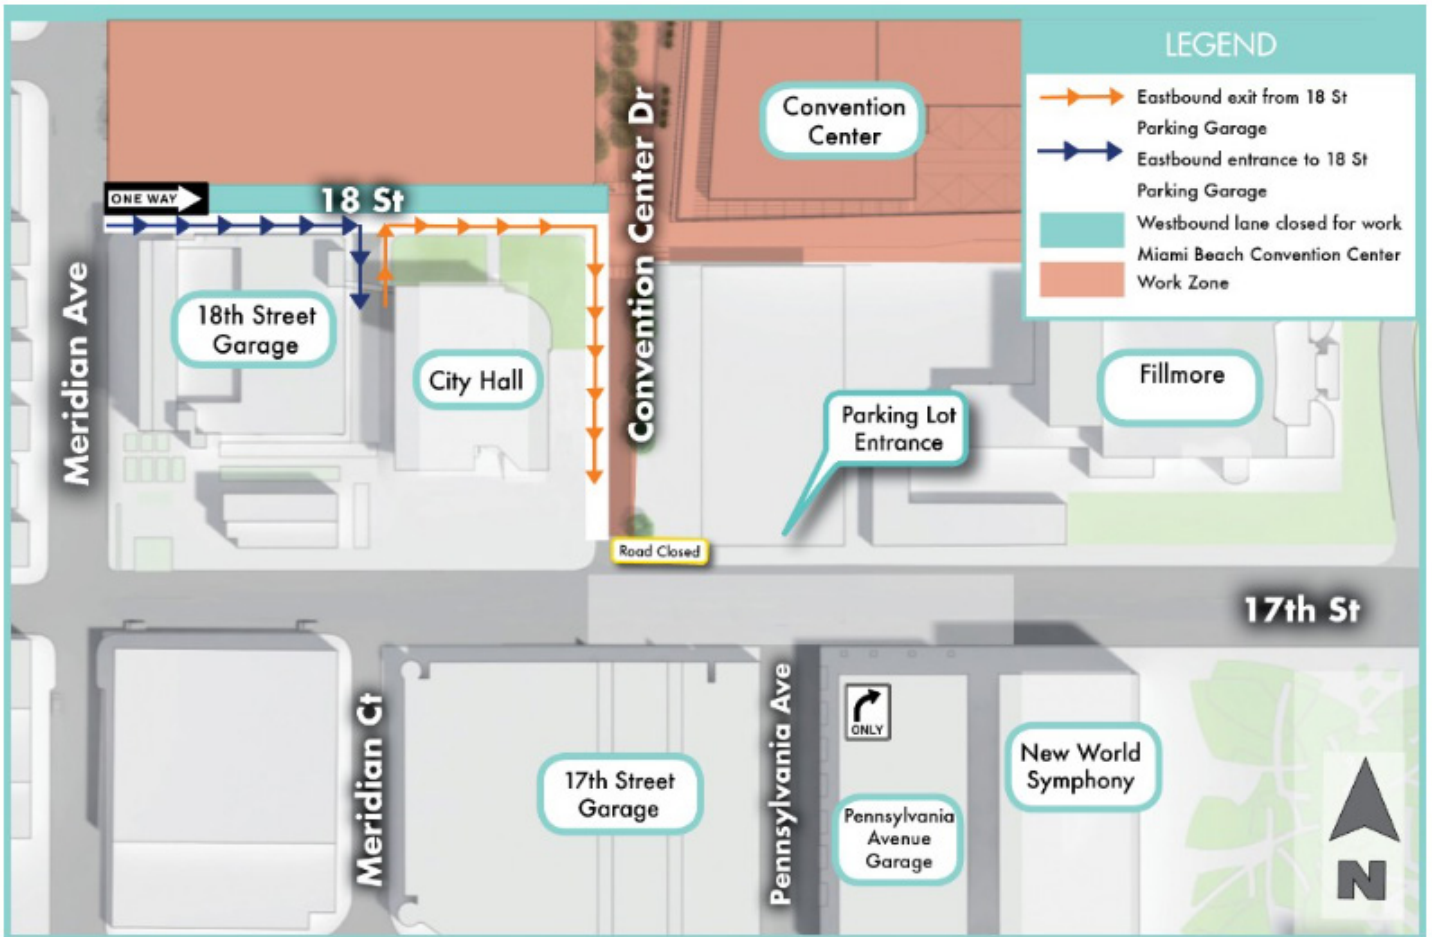 LEGEND
Eastbound exit from 18 St
Parking Garage
Eastbound entrance to 18 St
Parking Garage
Westbound lane closed for work
Miami Beach Convention Center
Work Zone
Convention
Center
ONE WAY
18 St
Convention Center Dr
Meridian Ave
18th Street
Garage
City Hall
Fillmore
Parking Lot
Entrance
Road Closed
17th St
Meridian Ct
17th Street
Garage
Pennsylvania Ave
ONLY
Pennsylvania
Avenue
Garage
New World
Symphony
N